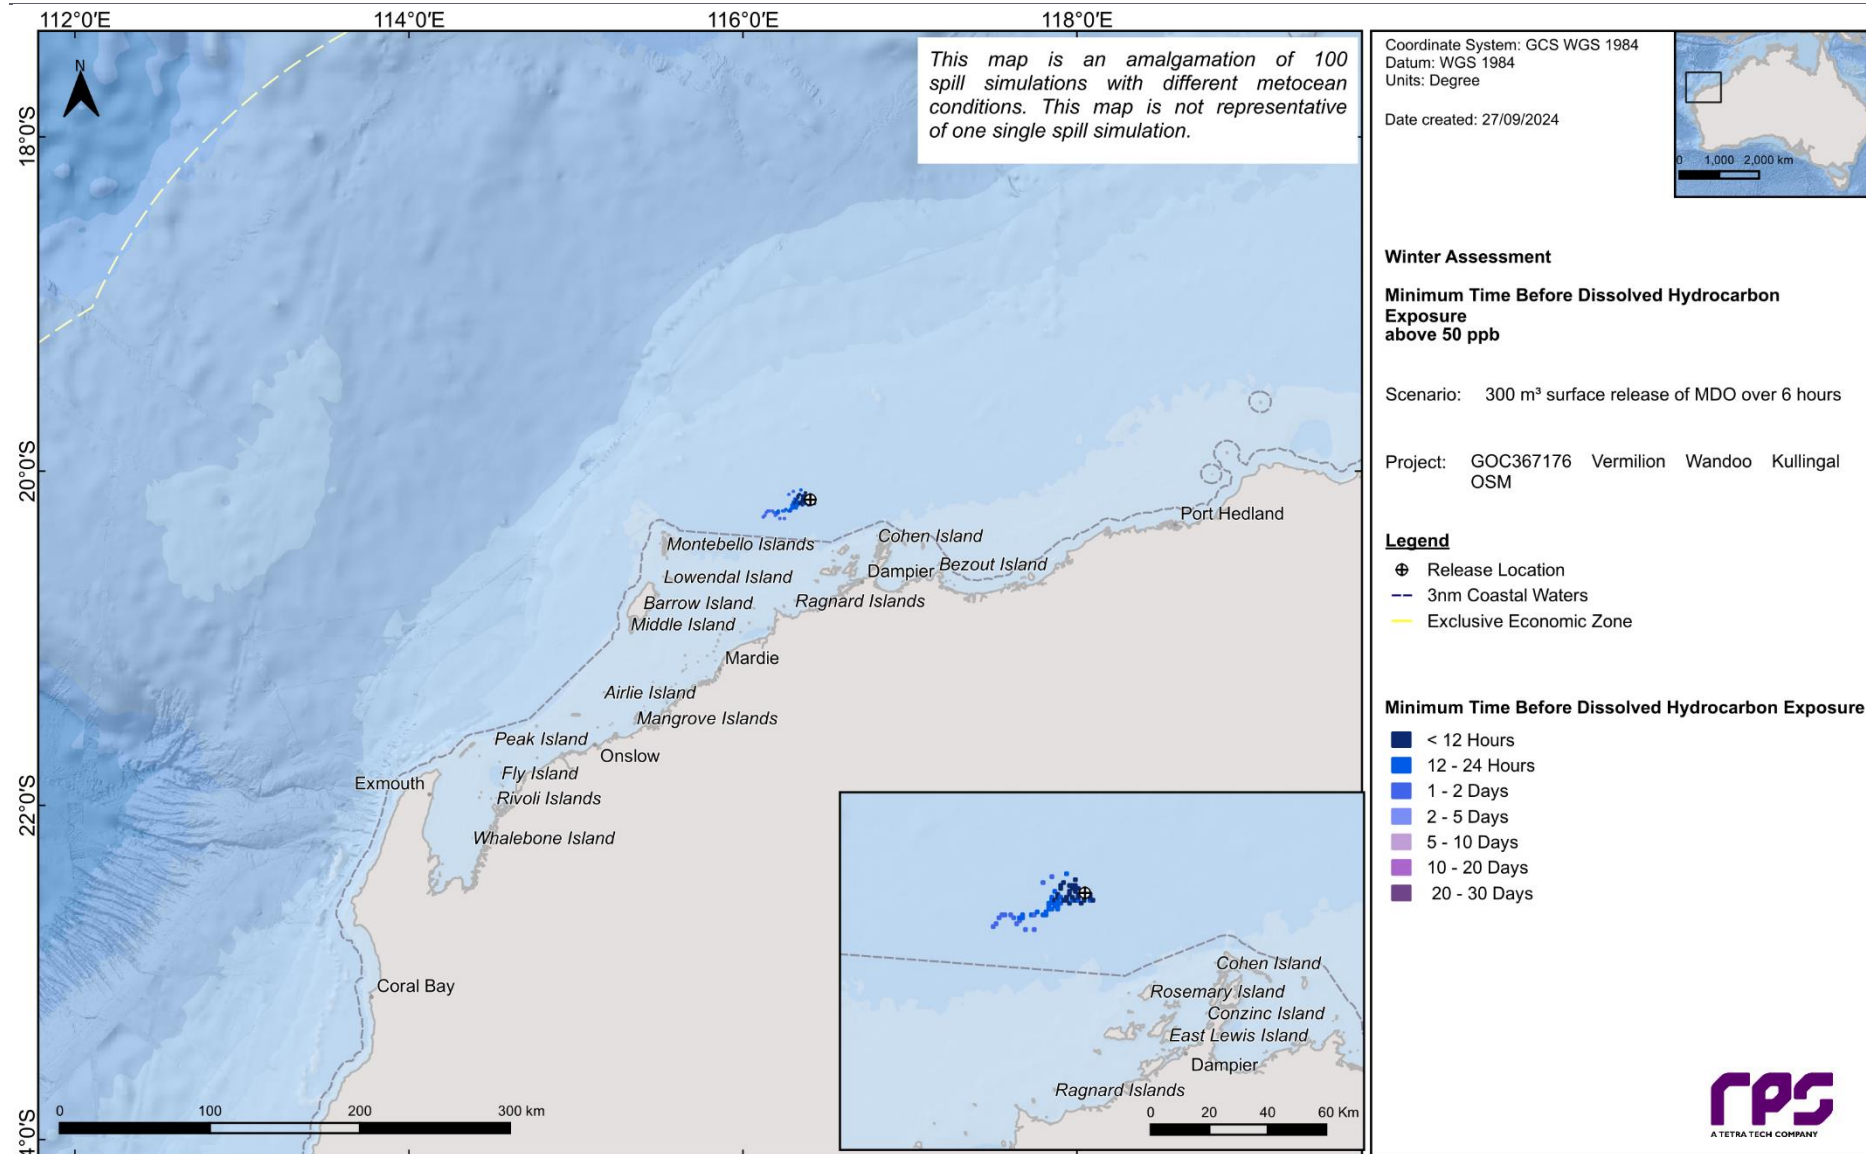 112°0'E
114°0'E
116°0'E
118°0'E
18°0'S
20°0'S
22°0'S
4°0'S
N
This map is an amalgamation of 100
spill simulations with different metocean
conditions. This map is not representative
of one single spill simulation.
Port Hedland
Cohen Island
Montebello Islands
Bezout Island
Dampier
Lowendal Island
Ragnard Islands
Barrow Island
Middle Island
Mardie
Airlie Island
Mangrove Islands
Peak Island
Onslow
Fly Island
Exmouth
Rivoli Islands
Whalebone Island
Coral Bay
0 100 200 300 km
Cohen Island
Rosemary Island
Conzinc Island
East Lewis Island
Dampier
Ragnard Islands
0 20 40 60 Km
Coordinate System: GCS WGS 1984
Datum: WGS 1984
Units: Degree
Date created: 27/09/2024
0 1,000 2,000 km
Winter Assessment
Minimum Time Before Dissolved Hydrocarbon
Exposure
above 50 ppb
Scenario: 300 m³ surface release of MDO over 6 hours
Project: GOC367176 Vermilion Wandoo Kullingal
OSM
Legend
Release Location
3nm Coastal Waters
Exclusive Economic Zone
Minimum Time Before Dissolved Hydrocarbon Exposure
< 12 Hours
12 - 24 Hours
1 - 2 Days
2 - 5 Days
5 - 10 Days
10 - 20 Days
20 - 30 Days
rps
A TETRA TECH COMPANY